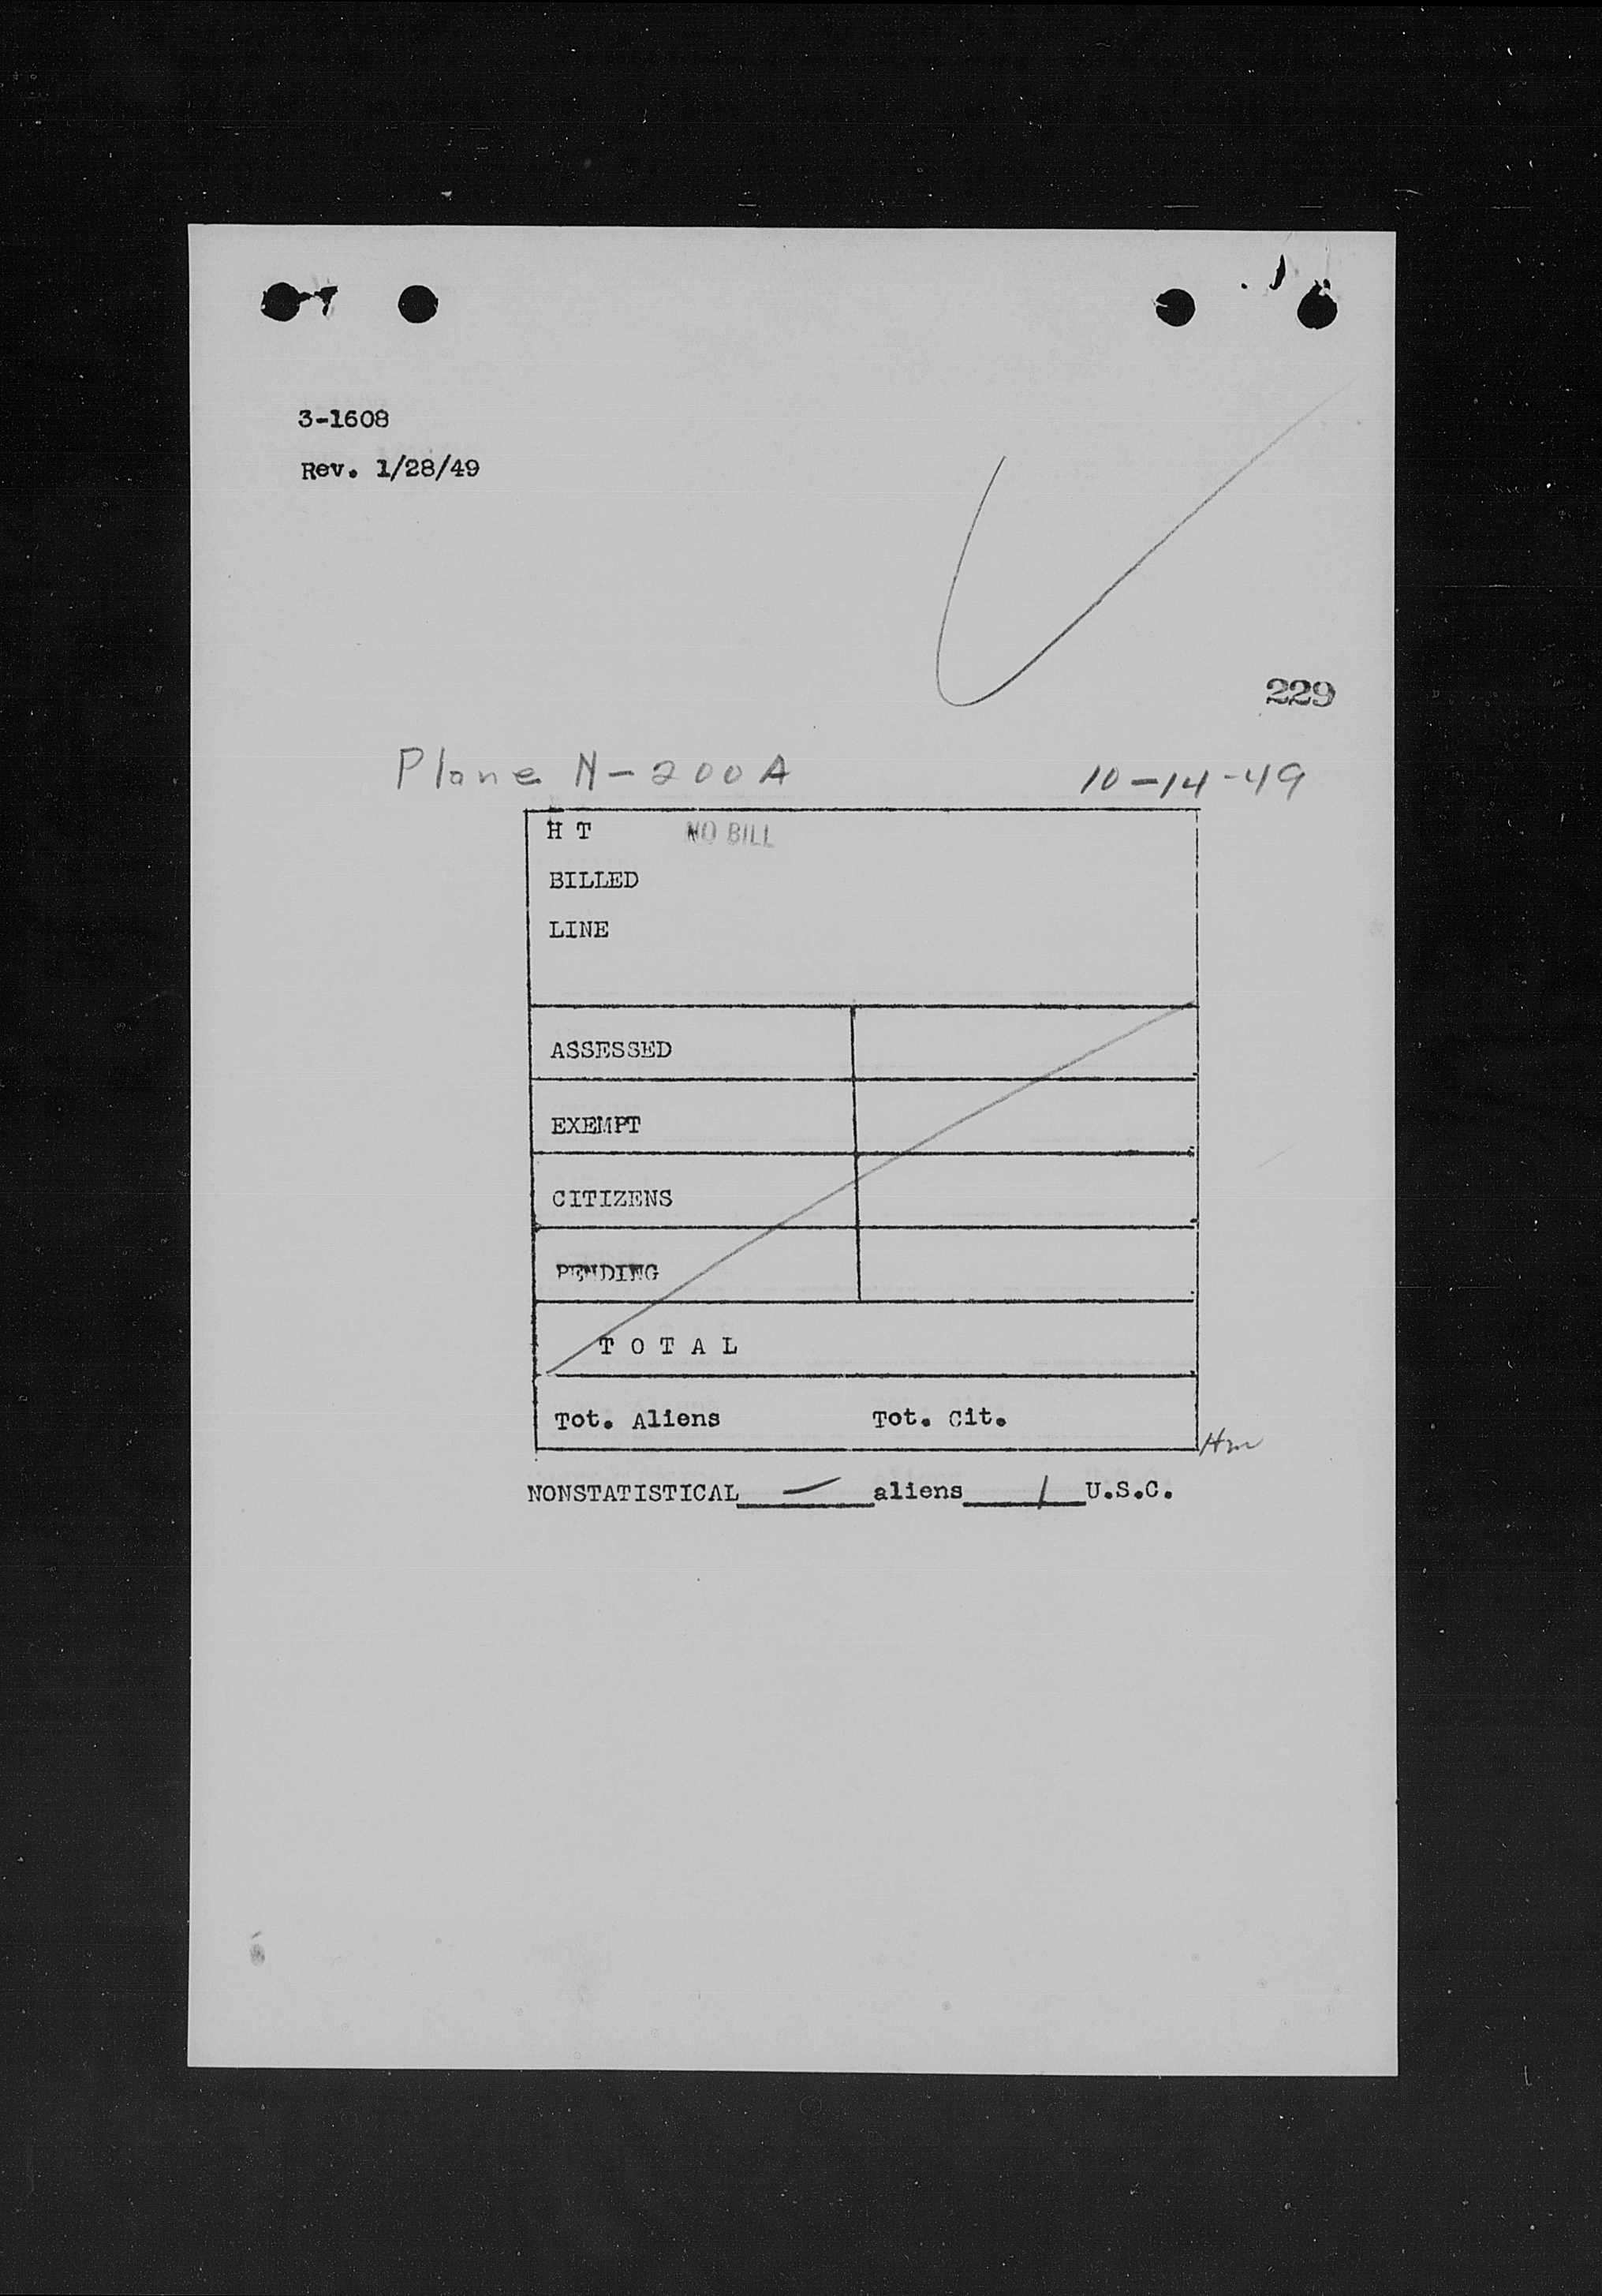 3-1608
Rev. 1/28/49
229
Plane N-200A 10-14-49
H T NO BILL
BILLED
LINE
ASSESSED
EXEMPT
CITIZENS
PENDING
T O T A L
Tot. Aliens Tot. Cit.
NONSTATISTICAL — aliens 1 U.S.C.